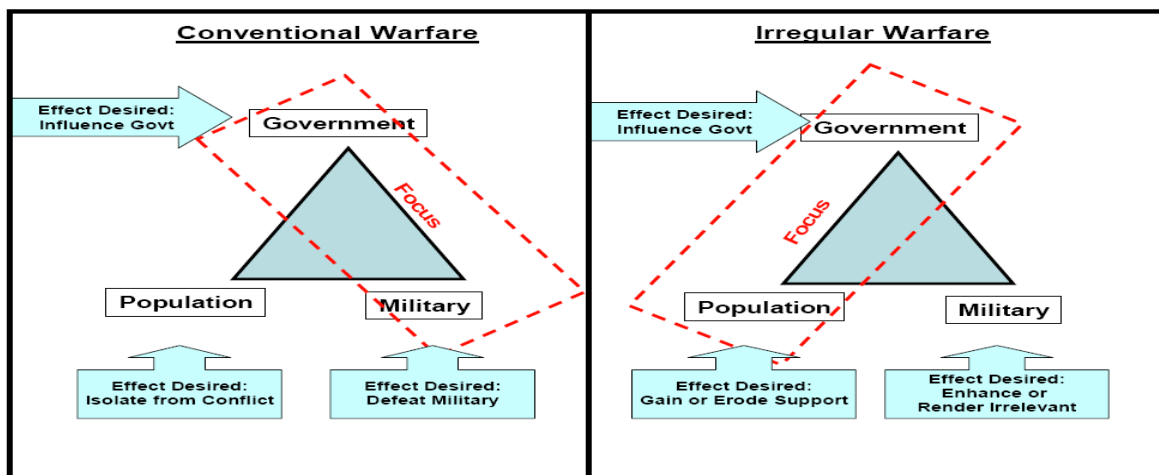 Conventional Warfare
Effect Desired:
Influence Govt
Government
Focus
Population
Military
Effect Desired:
Isolate from Conflict
Effect Desired:
Defeat Military
Irregular Warfare
Effect Desired:
Influence Govt
Government
Focus
Population
Military
Effect Desired:
Gain or Erode Support
Effect Desired:
Enhance or
Render Irrelevant